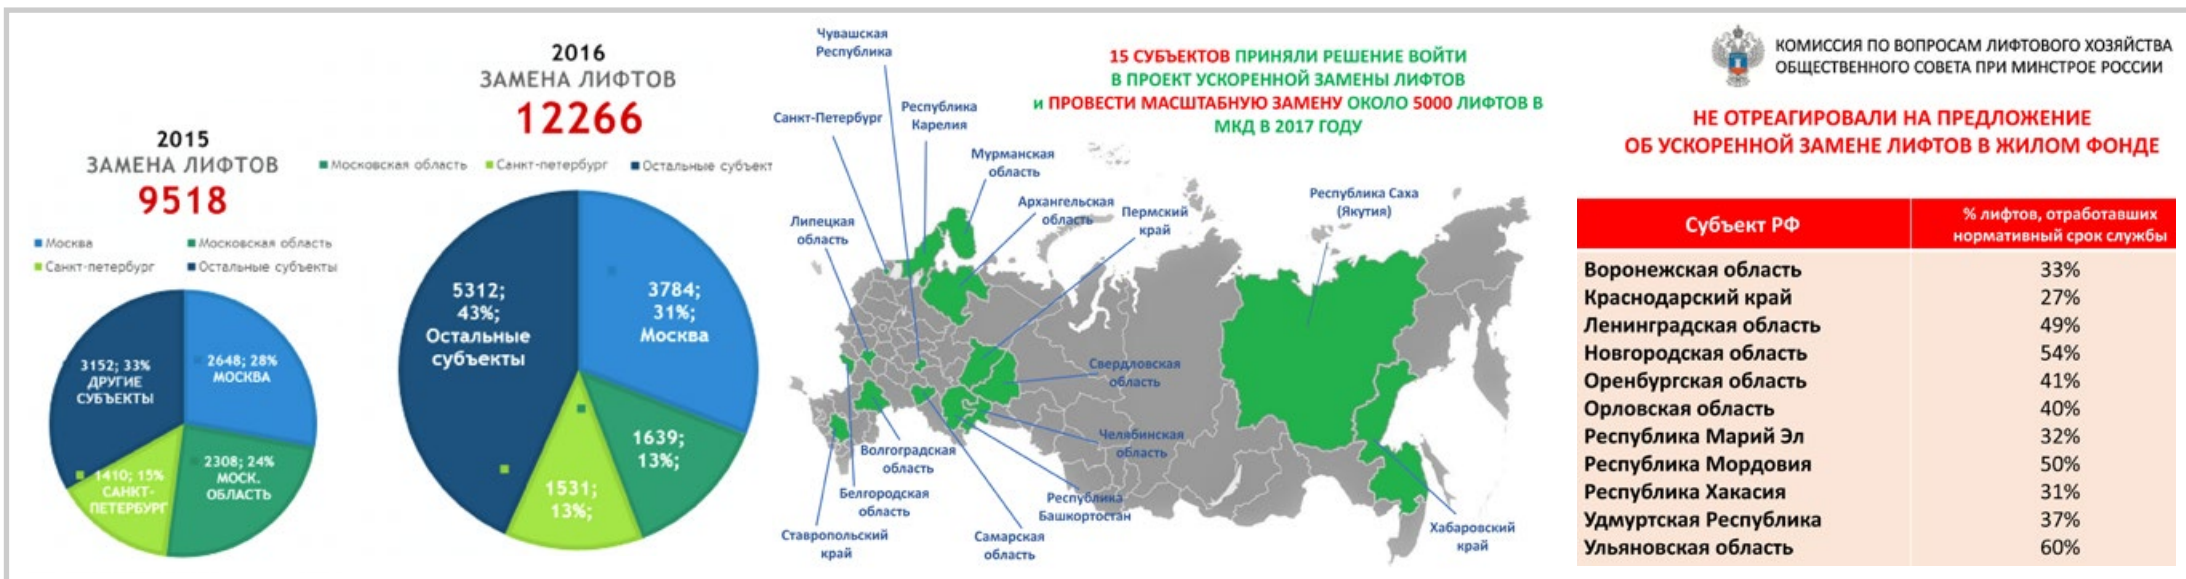 2015
ЗАМЕНА ЛИФТОВ
9518
Москва
Московская область
Санкт-петербург
Остальные субъекты
3152; 33%
ДРУГИЕ
СУБЪЕКТЫ
2648; 28%
МОСКВА
1410; 15%
САНКТ-
ПЕТЕРБУРГ
2308; 24%
МОСК.
ОБЛАСТЬ
2016
ЗАМЕНА ЛИФТОВ
12266
Московская область
Санкт-петербург
Остальные субъект
5312;
43%;
Остальные
субъекты
3784;
31%;
Москва
1639;
13%;
1531;
13%;
15 СУБЪЕКТОВ ПРИНЯЛИ РЕШЕНИЕ ВОЙТИ
В ПРОЕКТ УСКОРЕННОЙ ЗАМЕНЫ ЛИФТОВ
и ПРОВЕСТИ МАСШТАБНУЮ ЗАМЕНУ ОКОЛО 5000 ЛИФТОВ В
МКД В 2017 ГОДУ
Чувашская
Республика
Санкт-Петербург
Республика
Карелия
Мурманская
область
Липецкая
область
Архангельская
область
Пермский
край
Республика Саха
(Якутия)
Свердловская
область
Челябинская
область
Волгоградская
область
Белгородская
область
Республика
Башкортостан
Ставропольский
край
Самарская
область
Хабаровский
край
КОМИССИЯ ПО ВОПРОСАМ ЛИФТОВОГО ХОЗЯЙСТВА
ОБЩЕСТВЕННОГО СОВЕТА ПРИ МИНСТРОЕ РОССИИ
НЕ ОТРЕАГИРОВАЛИ НА ПРЕДЛОЖЕНИЕ
ОБ УСКОРЕННОЙ ЗАМЕНЕ ЛИФТОВ В ЖИЛОМ ФОНДЕ
Субъект РФ
% лифтов, отработавших
нормативный срок службы
Воронежская область 33%
Краснодарский край 27%
Ленинградская область 49%
Новгородская область 54%
Оренбургская область 41%
Орловская область 40%
Республика Марий Эл 32%
Республика Мордовия 50%
Республика Хакасия 31%
Удмуртская Республика 37%
Ульяновская область 60%